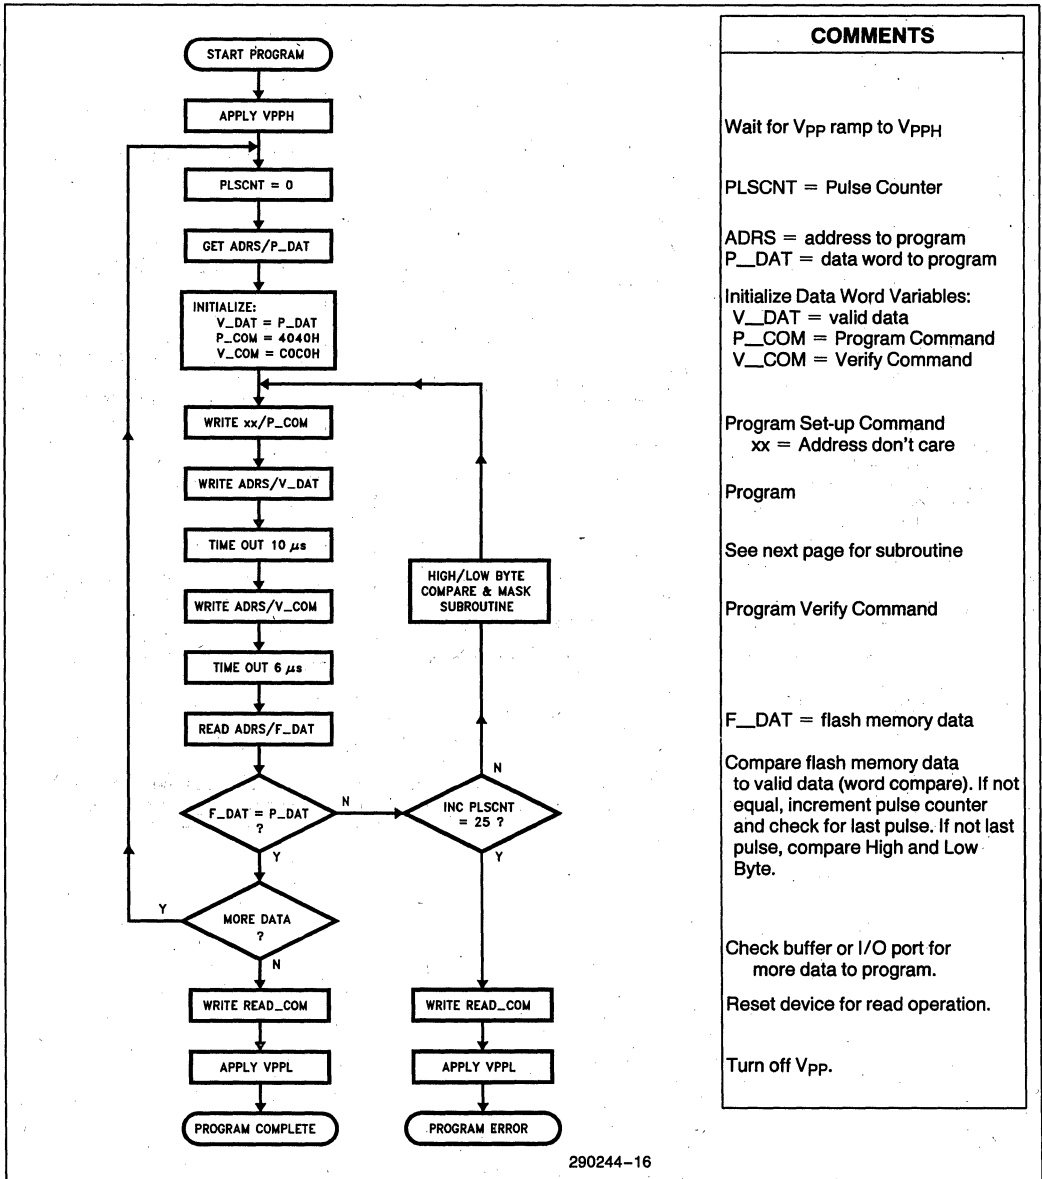 START PROGRAM
APPLY VPPH
PLSCNT = 0
GET ADRS/P_DAT
INITIALIZE:
V_DAT = P_DAT
P_COM = 4040H
V_COM = C0C0H
WRITE xx/P_COM
WRITE ADRS/V_DAT
TIME OUT 10 μs
WRITE ADRS/V_COM
TIME OUT 6 μs
READ ADRS/F_DAT
F_DAT = P_DAT
?
N
Y
MORE DATA
?
Y
N
WRITE READ_COM
APPLY VPPL
PROGRAM COMPLETE
HIGH/LOW BYTE
COMPARE & MASK
SUBROUTINE
N
INC PLSCNT
= 25 ?
Y
WRITE READ_COM
APPLY VPPL
PROGRAM ERROR
COMMENTS
Wait for VPP ramp to VPPH
PLSCNT = Pulse Counter
ADRS = address to program
P__DAT = data word to program
Initialize Data Word Variables:
V__DAT = valid data
P__COM = Program Command
V__COM = Verify Command
Program Set-up Command
xx = Address don't care
Program
See next page for subroutine
Program Verify Command
F__DAT = flash memory data
Compare flash memory data
to valid data (word compare). If not
equal, increment pulse counter
and check for last pulse. If not last
pulse, compare High and Low
Byte.
Check buffer or I/O port for
more data to program.
Reset device for read operation.
Turn off VPP.
290244–16